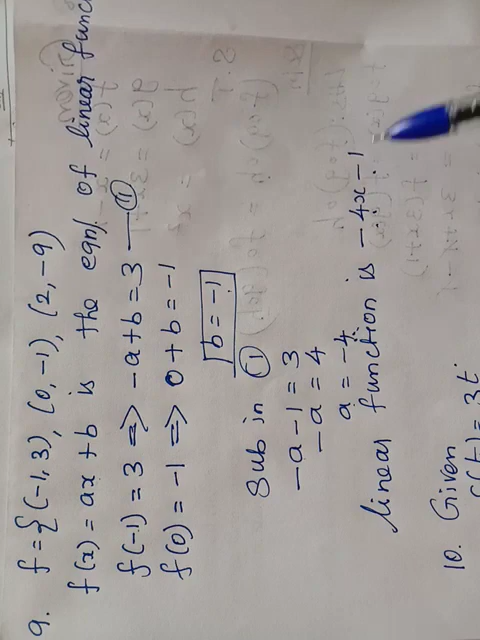 9. f = {(-1, 3), (0, -1), (2, -9)
f(x) = ax + b is the eqn/ of linear func
f(-1) = 3 ⇒ -a + b = 3 — ①
f(0) = -1 ⇒ 0 + b = -1
b = -1
Sub in ①
-a - 1 = 3
-a = 4
a = -4
linear function is -4x - 1
10. Given